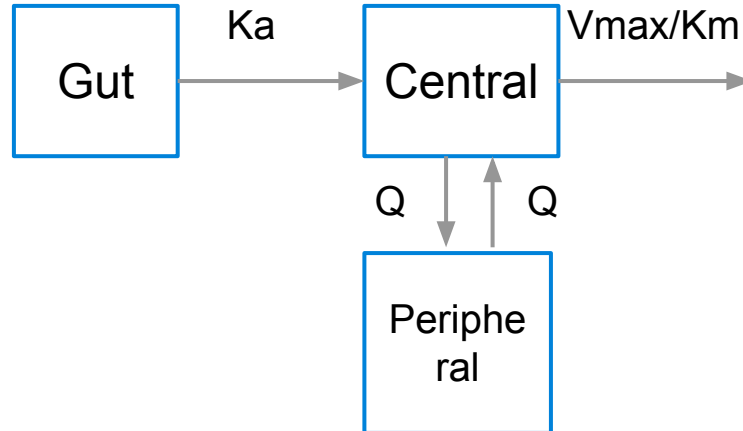 Ka
Vmax/Km
Gut
Central
Q
Q
Periphe
ral